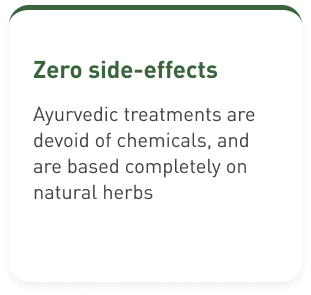 Zero side-effects
Ayurvedic treatments are
devoid of chemicals, and
are based completely on
natural herbs